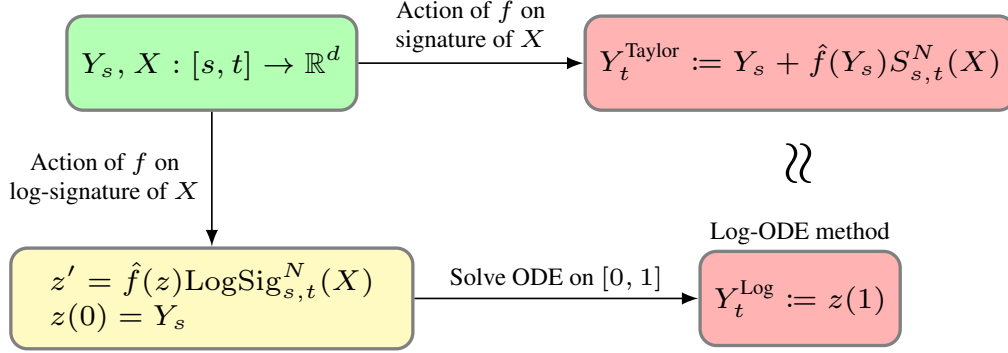 Action of f on
signature of X
Y_s, X : [s, t] → ℝ^d
Y_t^Taylor := Y_s + f̂(Y_s)S_{s,t}^N(X)
Action of f on
log-signature of X
≈
Log-ODE method
z′ = f̂(z)LogSig_{s,t}^N(X)
z(0) = Y_s
Solve ODE on [0, 1]
Y_t^Log := z(1)